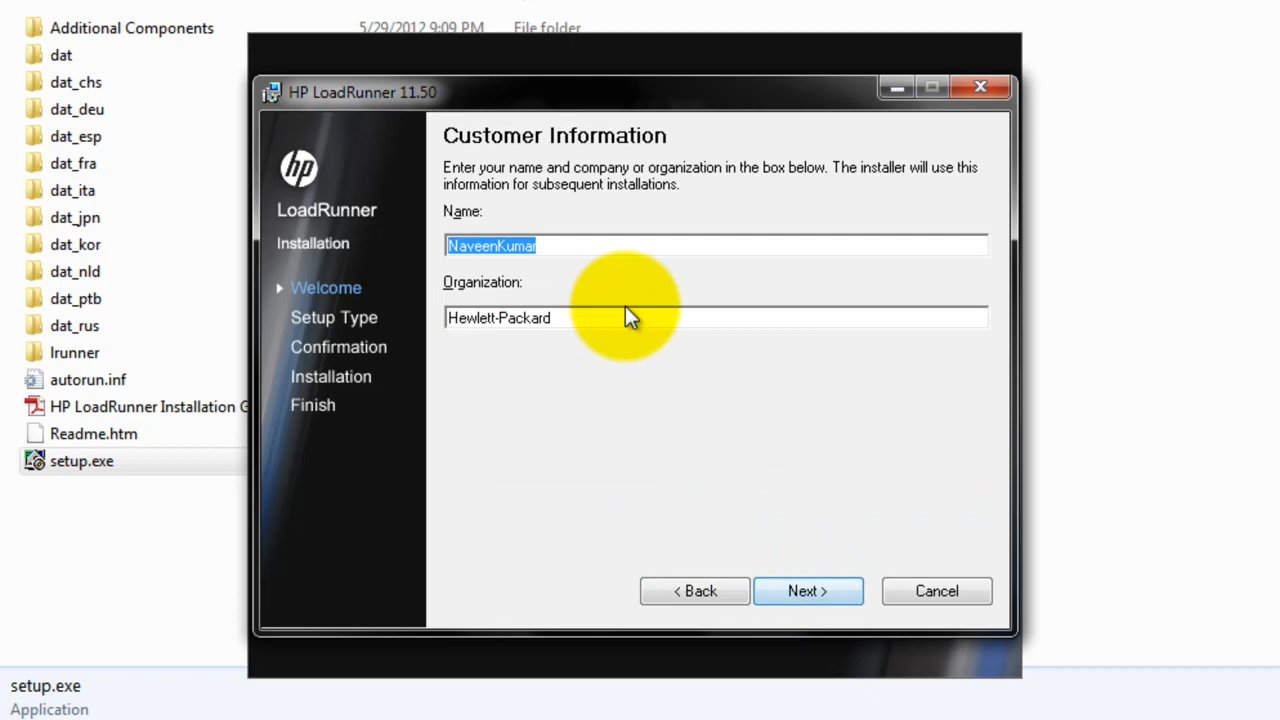 Additional Components
5/29/2012 9:09 PM
File folder
dat
dat_chs
dat_deu
dat_esp
dat_fra
dat_ita
dat_jpn
dat_kor
dat_nld
dat_ptb
dat_rus
lrunner
autorun.inf
HP LoadRunner Installation G
Readme.htm
setup.exe
HP LoadRunner 11.50
hp
LoadRunner
Installation
Welcome
Setup Type
Confirmation
Installation
Finish
Customer Information
Enter your name and company or organization in the box below. The installer will use this
information for subsequent installations.
Name:
NaveenKumar
Organization:
Hewlett-Packard
< Back
Next >
Cancel
setup.exe
Application